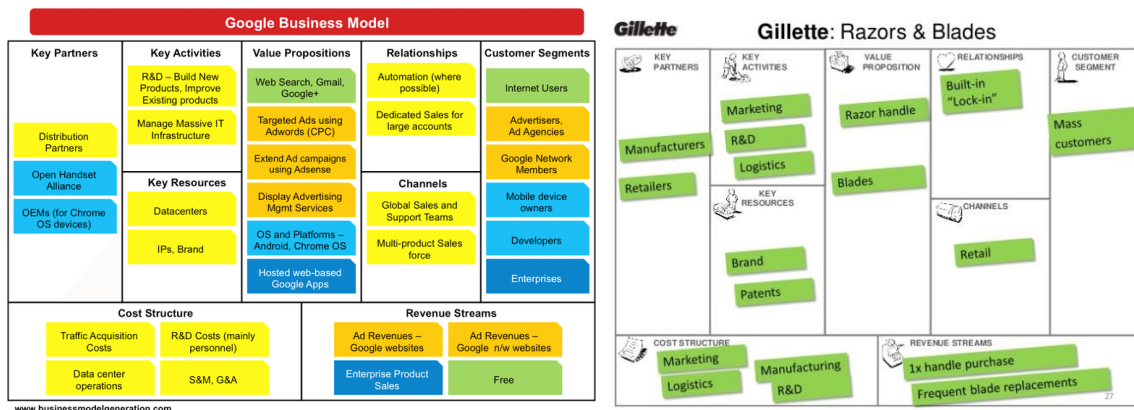 Google Business Model
Key Partners
Distribution
Partners
Open Handset
Alliance
OEMs (for Chrome
OS devices)
Key Activities
R&D – Build New
Products, Improve
Existing products
Manage Massive IT
Infrastructure
Key Resources
Datacenters
IPs, Brand
Value Propositions
Web Search, Gmail,
Google+
Targeted Ads using
Adwords (CPC)
Extend Ad campaigns
using Adsense
Display Advertising
Mgmt Services
OS and Platforms –
Android, Chrome OS
Hosted web-based
Google Apps
Relationships
Automation (where
possible)
Dedicated Sales for
large accounts
Channels
Global Sales and
Support Teams
Multi-product Sales
force
Customer Segments
Internet Users
Advertisers,
Ad Agencies
Google Network
Members
Mobile device
owners
Developers
Enterprises
Cost Structure
Traffic Acquisition
Costs
R&D Costs (mainly
personnel)
Data center
operations
S&M, G&A
Revenue Streams
Ad Revenues –
Google websites
Ad Revenues –
Google n/w websites
Enterprise Product
Sales
Free
www.businessmodelgeneration.com
Gillette
Gillette: Razors & Blades
KEY
PARTNERS
Manufacturers
Retailers
KEY
ACTIVITIES
Marketing
R&D
Logistics
KEY
RESOURCES
Brand
Patents
VALUE
PROPOSITION
Razor handle
Blades
RELATIONSHIPS
Built-in
“Lock-in”
CHANNELS
Retail
CUSTOMER
SEGMENT
Mass
customers
COST STRUCTURE
Marketing
Logistics
Manufacturing
R&D
REVENUE STREAMS
1x handle purchase
Frequent blade replacements
27